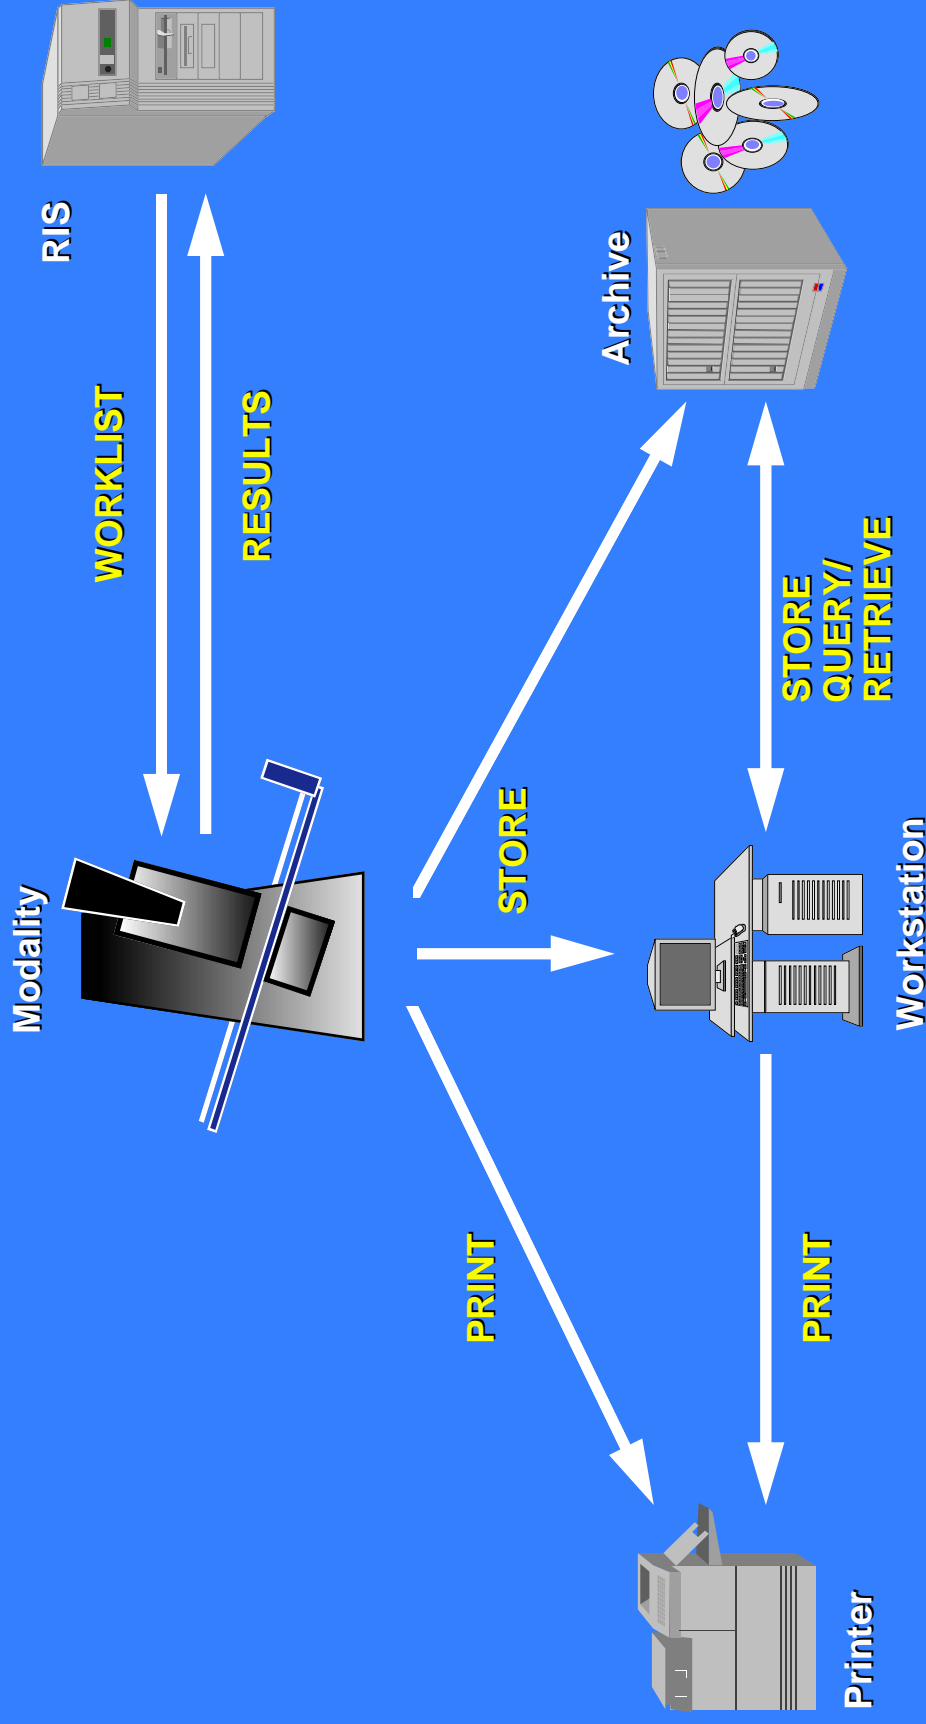 Modality
RIS
WORKLIST
RESULTS
PRINT
STORE
Archive
PRINT
STORE
QUERY/
RETRIEVE
Printer
Workstation